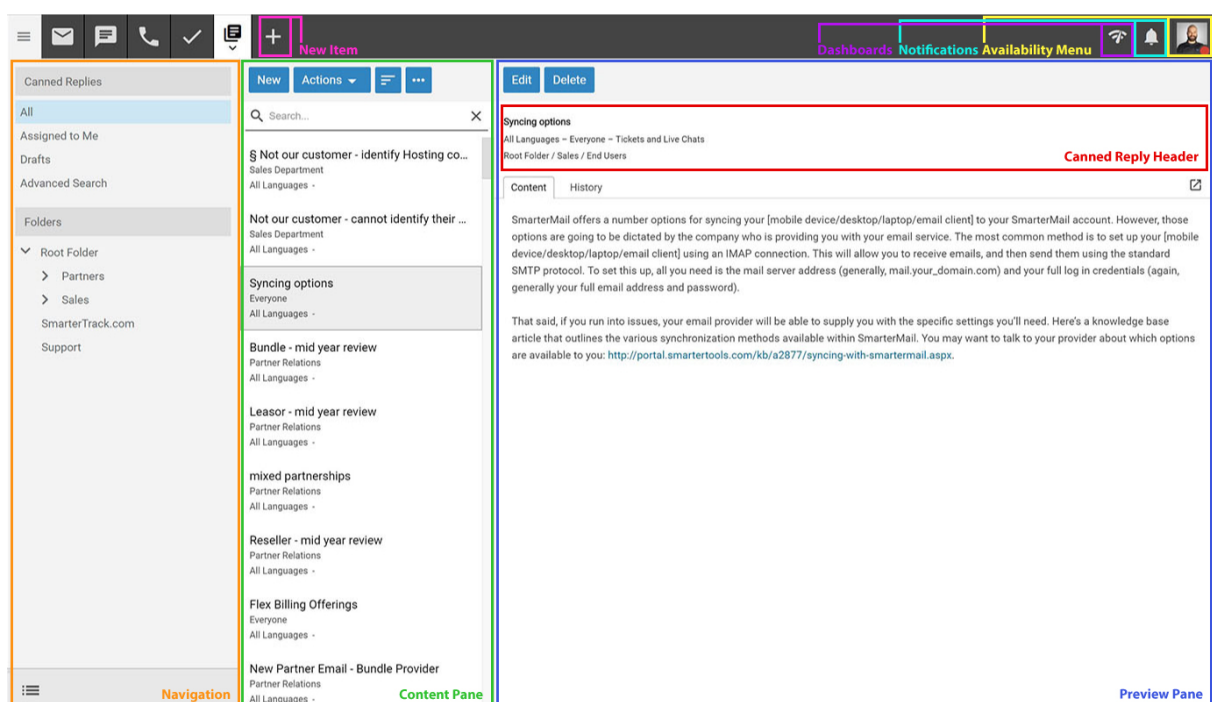 New Item
Dashboards
Notifications
Availability Menu
Canned Replies
All
Assigned to Me
Drafts
Advanced Search
Folders
Root Folder
Partners
Sales
SmarterTrack.com
Support
Navigation
New
Actions
Search...
§ Not our customer - identify Hosting co...
Sales Department
All Languages -
Not our customer - cannot identify their ...
Sales Department
All Languages -
Syncing options
Everyone
All Languages -
Bundle - mid year review
Partner Relations
All Languages -
Leasor - mid year review
Partner Relations
All Languages -
mixed partnerships
Partner Relations
All Languages -
Reseller - mid year review
Partner Relations
All Languages -
Flex Billing Offerings
Everyone
All Languages -
New Partner Email - Bundle Provider
Partner Relations
All Languages -
Content Pane
Edit
Delete
Syncing options
All Languages – Everyone – Tickets and Live Chats
Root Folder / Sales / End Users
Canned Reply Header
Content
History
SmarterMail offers a number options for syncing your [mobile device/desktop/laptop/email client] to your SmarterMail account. However, those
options are going to be dictated by the company who is providing you with your email service. The most common method is to set up your [mobile
device/desktop/laptop/email client] using an IMAP connection. This will allow you to receive emails, and then send them using the standard
SMTP protocol. To set this up, all you need is the mail server address (generally, mail.your_domain.com) and your full log in credentials (again,
generally your full email address and password).
That said, if you run into issues, your email provider will be able to supply you with the specific settings you'll need. Here's a knowledge base
article that outlines the various synchronization methods available within SmarterMail. You may want to talk to your provider about which options
are available to you: http://portal.smartertools.com/kb/a2877/syncing-with-smartermail.aspx.
Preview Pane